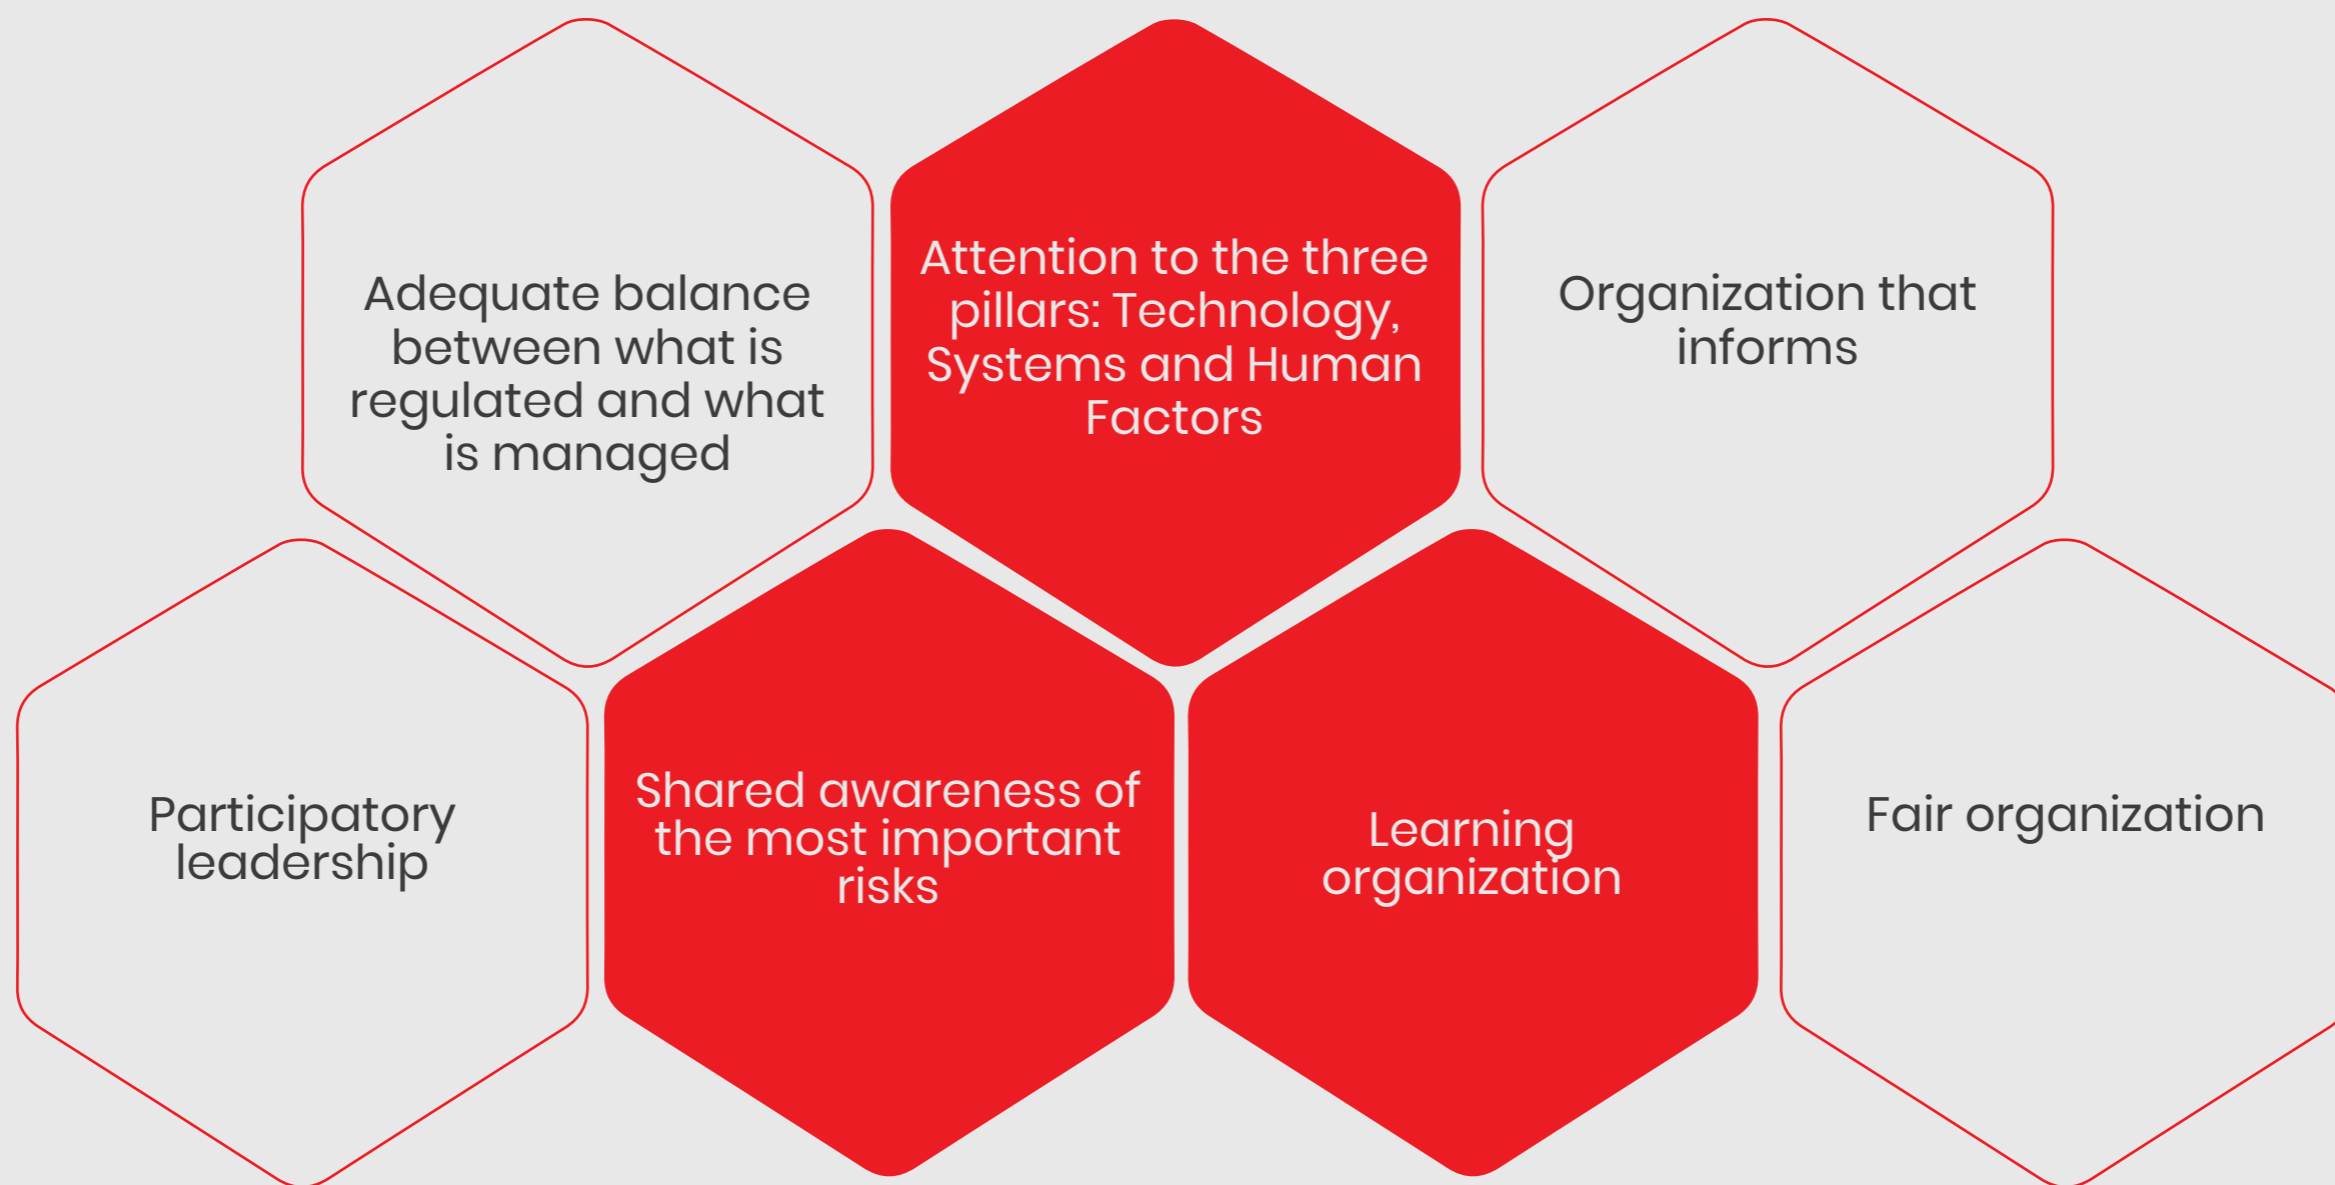 Adequate balance
between what is
regulated and what
is managed
Attention to the three
pillars: Technology,
Systems and Human
Factors
Organization that
informs
Participatory
leadership
Shared awareness of
the most important
risks
Learning
organization
Fair organization